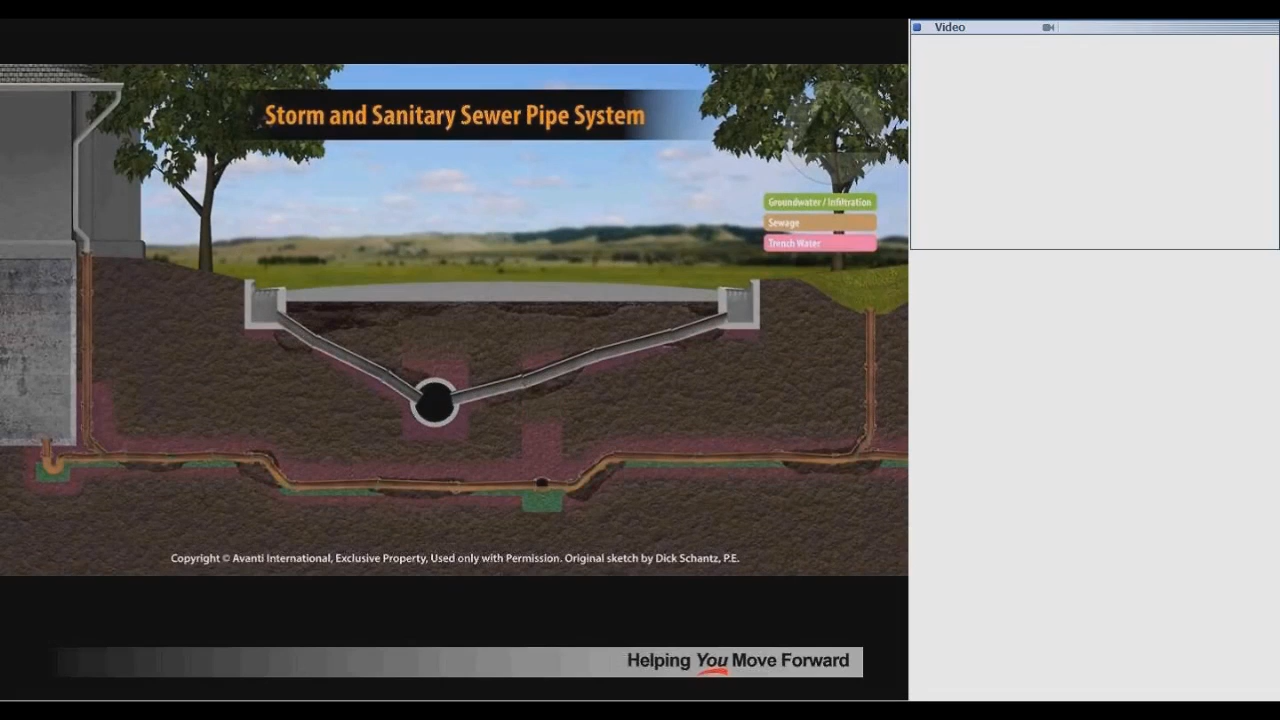 Video
Storm and Sanitary Sewer Pipe System
Groundwater / Infiltration
Sewage
Trench Water
Copyright © Avanti International, Exclusive Property, Used only with Permission. Original sketch by Dick Schantz, P.E.
Helping You Move Forward